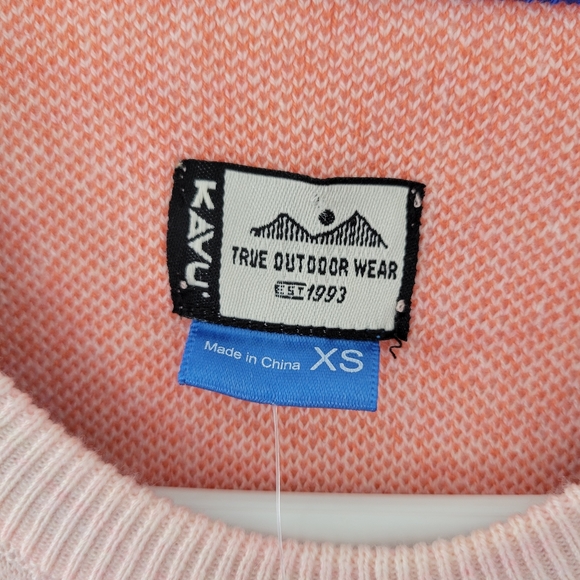 KAVU
TRUE OUTDOOR WEAR
EST 1993
Made in China XS